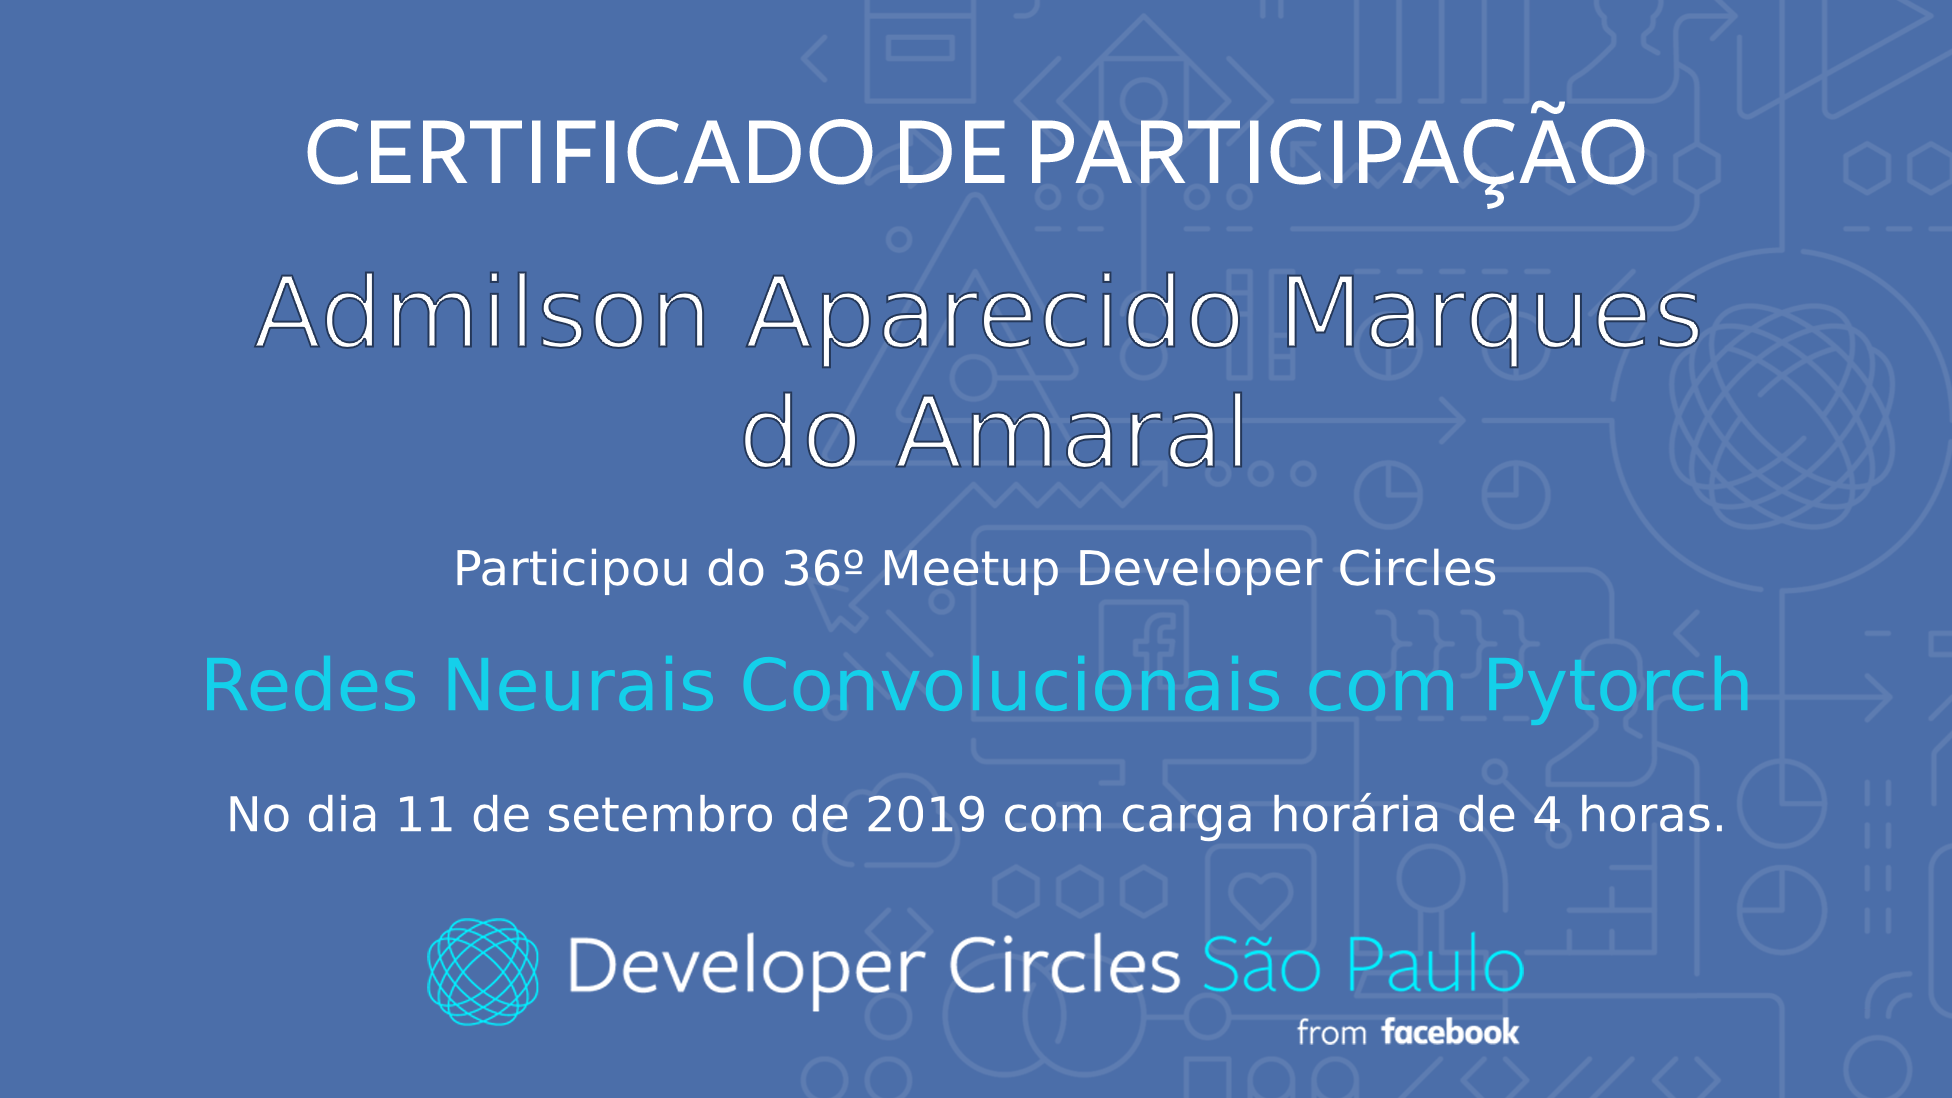 CERTIFICADO DE PARTICIPAÇÃO
Admilson Aparecido Marques
do Amaral
Participou do 36º Meetup Developer Circles
Redes Neurais Convolucionais com Pytorch
No dia 11 de setembro de 2019 com carga horária de 4 horas.
Developer Circles São Paulo
from facebook